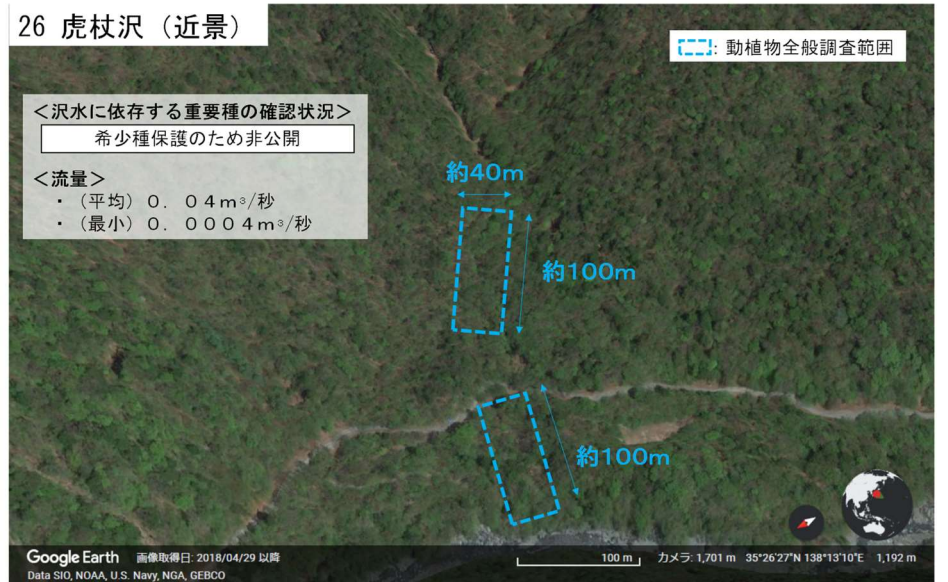 26 虎杖沢（近景）
: 動植物全般調査範囲
＜沢水に依存する重要種の確認状況＞
希少種保護のため非公開
＜流量＞
・（平均）０．０４ｍ³/秒
・（最小）０．０００４ｍ³/秒
約40m
約100m
約100m
Google Earth 画像取得日: 2018/04/29 以降 100 m カメラ: 1,701 m 35°26'27"N 138°13'10"E 1,192 m
Data SIO, NOAA, U.S. Navy, NGA, GEBCO